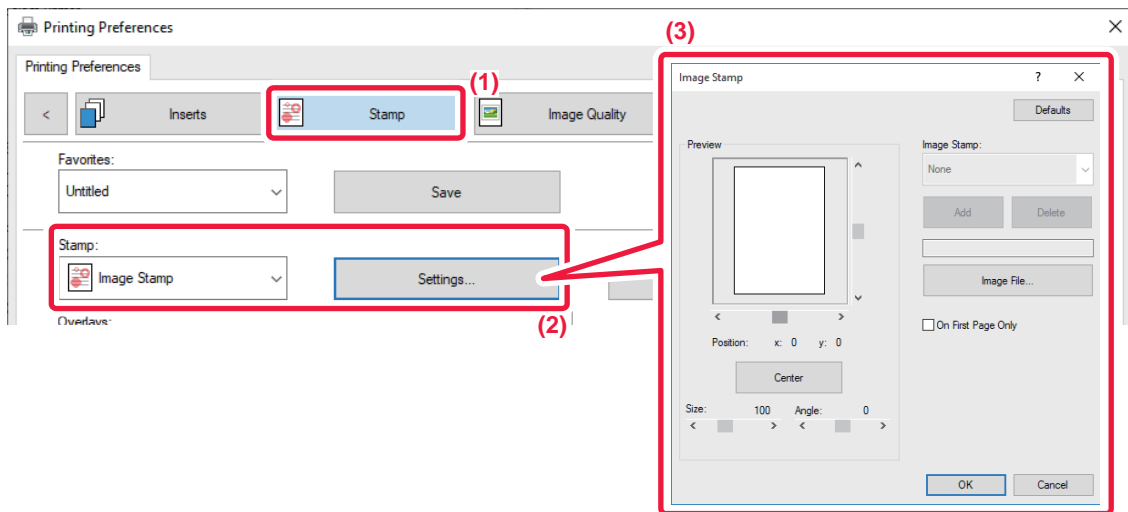 Printing Preferences
(3)
Printing Preferences
(1)
<
Inserts
Stamp
Image Quality
Favorites:
Untitled
Save
Stamp:
Image Stamp
Settings...
Overlays:
(2)
Image Stamp
?
Defaults
Preview
Image Stamp:
None
Add
Delete
Image File...
On First Page Only
Position: x: 0 y: 0
Center
Size: 100 Angle: 0
OK
Cancel